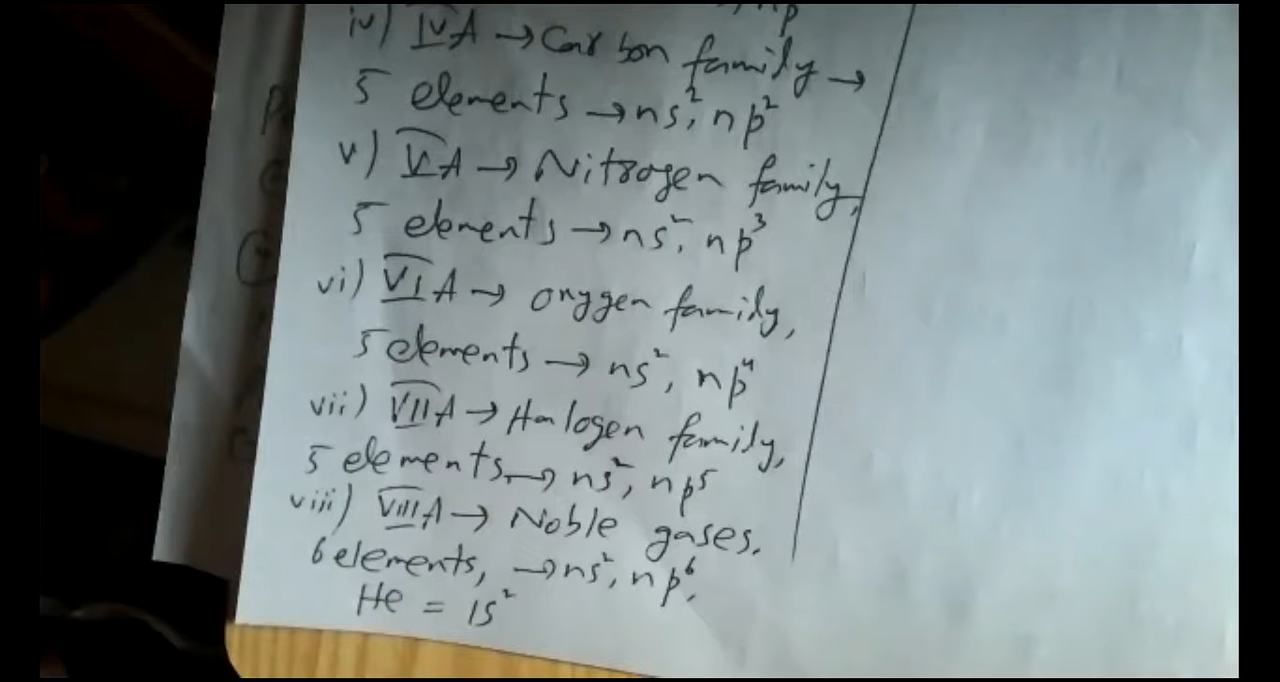 np
iv) IVA → Carbon family →
5 elements → ns², np²
v) VA → Nitrogen family,
5 elements → ns², np³
vi) VIA → oxygen family,
5 elements → ns², np⁴
vii) VIIA → Halogen family,
5 elements → ns², np⁵
viii) VIIIA → Noble gases.
6 elements, → ns², np⁶.
He = 1s²